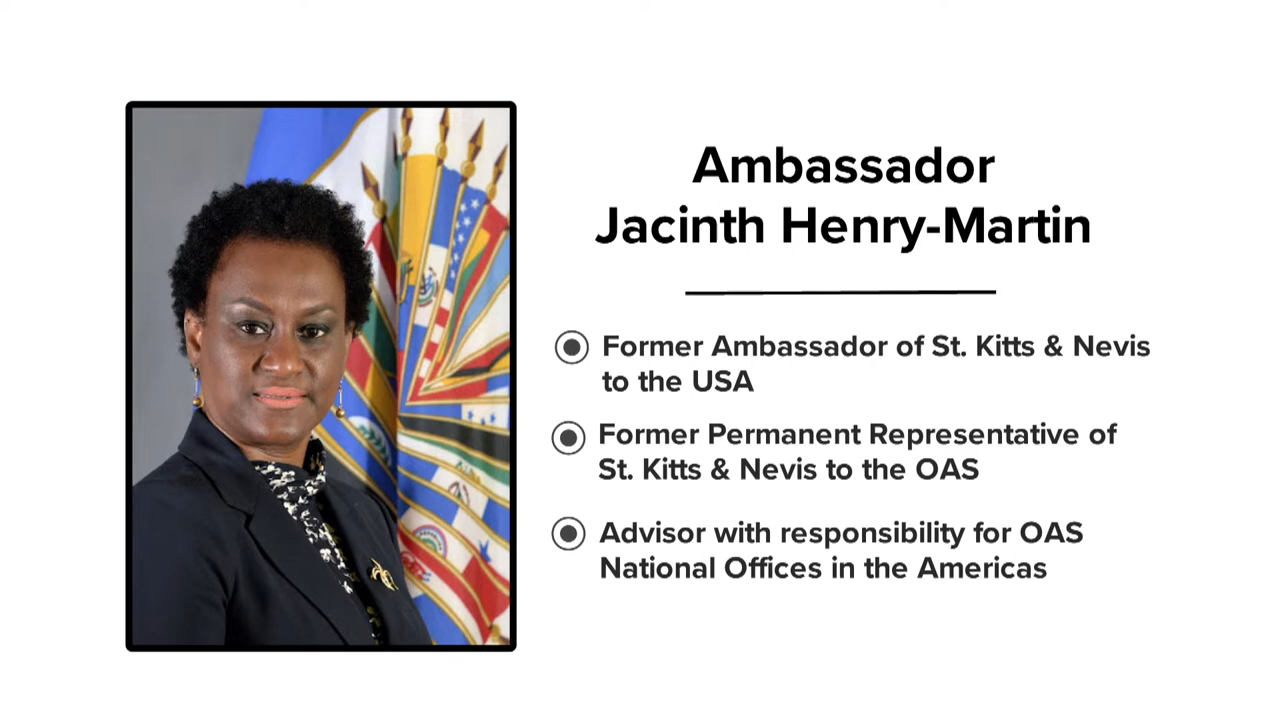 Ambassador
Jacinth Henry-Martin
Former Ambassador of St. Kitts & Nevis
to the USA
Former Permanent Representative of
St. Kitts & Nevis to the OAS
Advisor with responsibility for OAS
National Offices in the Americas